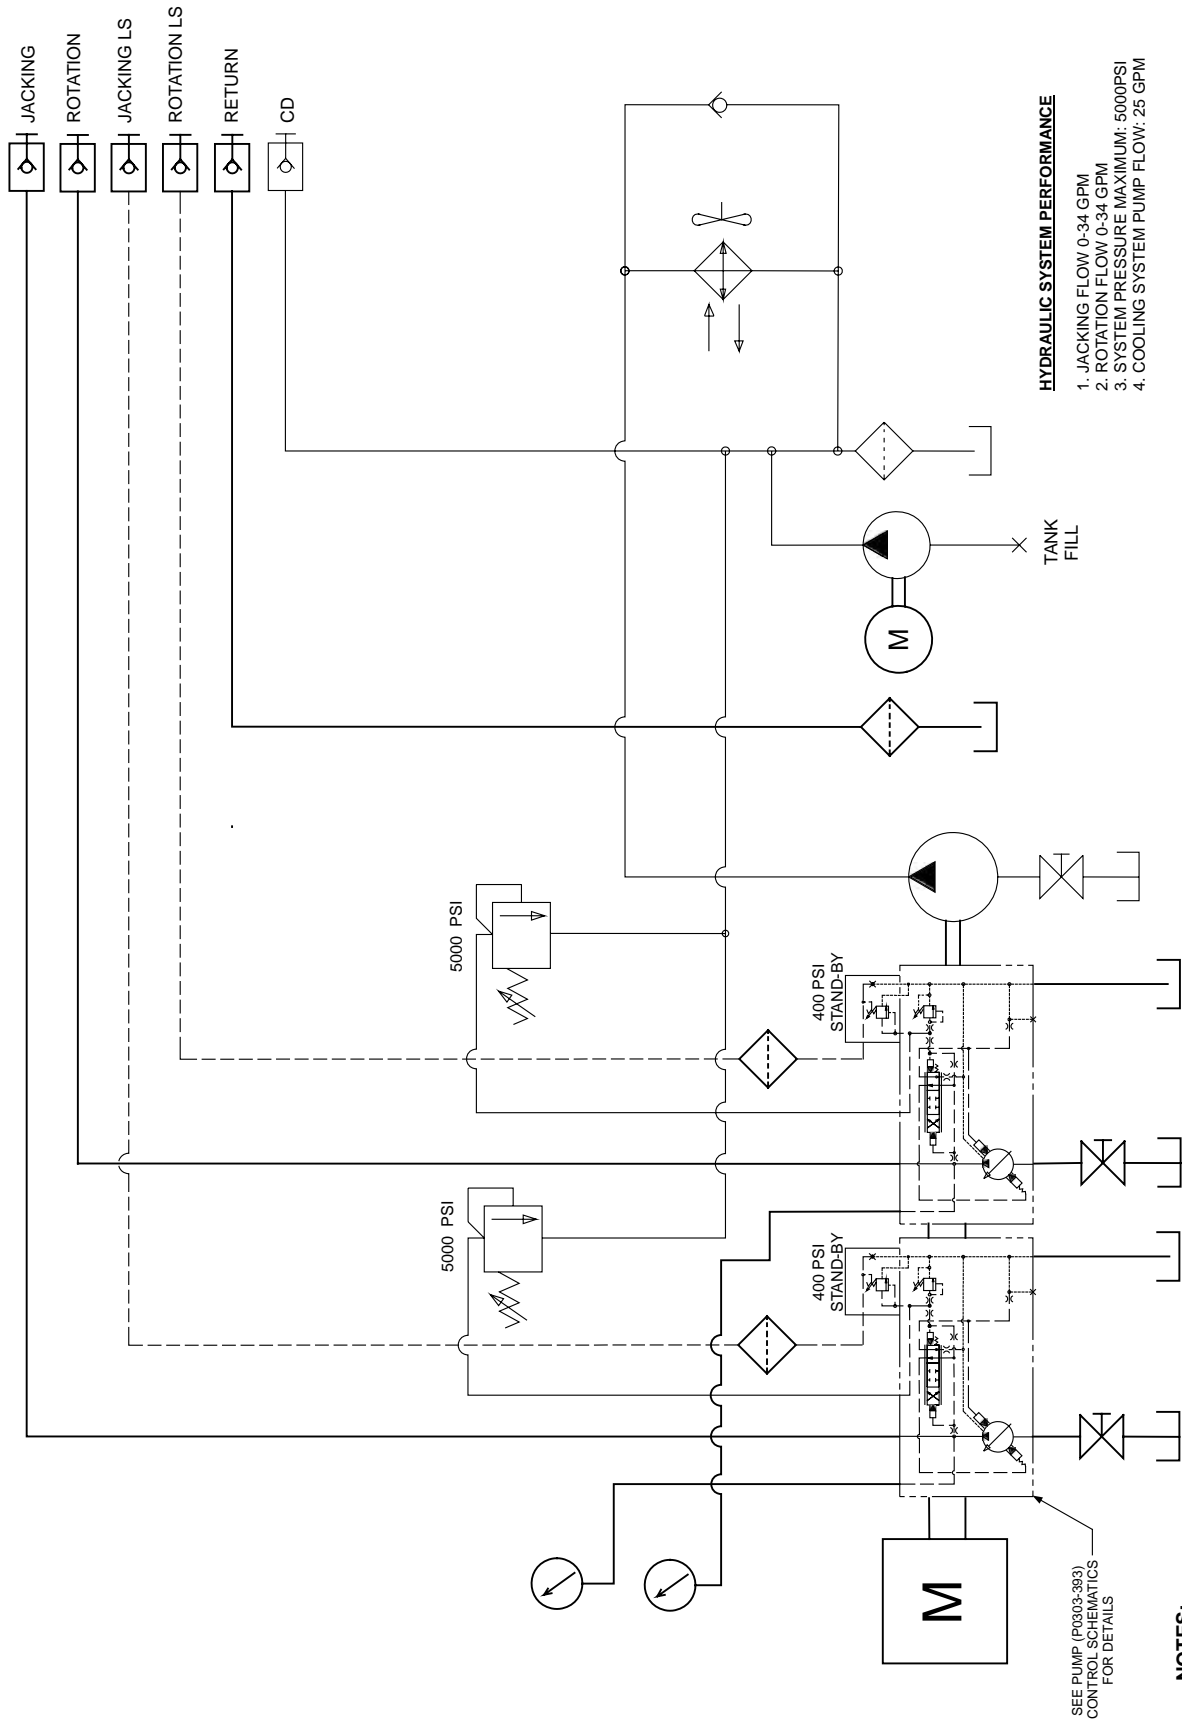 JACKING
ROTATION
JACKING LS
ROTATION LS
RETURN
CD
5000 PSI
5000 PSI
400 PSI
STAND-BY
400 PSI
STAND-BY
M
M
TANK
FILL
SEE PUMP (P0303-393)
CONTROL SCHEMATICS
FOR DETAILS
HYDRAULIC SYSTEM PERFORMANCE
1. JACKING FLOW 0-34 GPM
2. ROTATION FLOW 0-34 GPM
3. SYSTEM PRESSURE MAXIMUM: 5000PSI
4. COOLING SYSTEM PUMP FLOW: 25 GPM
NOTES: